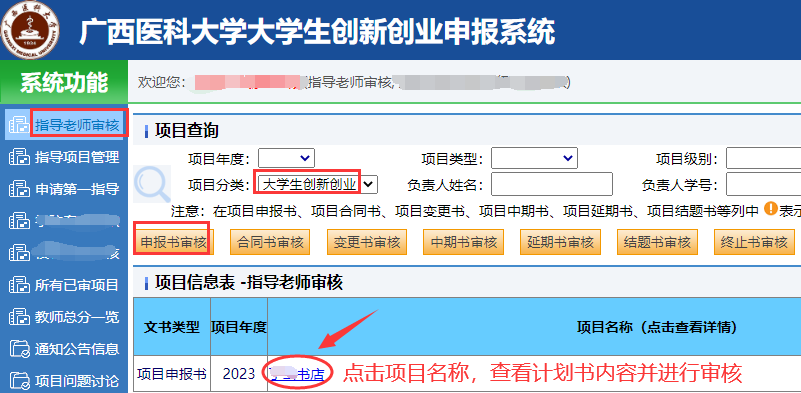 广西医科大学大学生创新创业申报系统
系统功能
欢迎您:
(指导老师审核,
指导老师审核
指导项目管理
申请第一指导
核
所有已审项目
教师总分一览
通知公告信息
项目问题讨论
项目查询
项目年度: 项目类型: 项目级别:
项目分类: 大学生创新创业 负责人姓名: 负责人学号:
注意: 在项目申报书、项目合同书、项目变更书、项目中期书、项目延期书、项目结题书等列中 表示
申报书审核 合同书审核 变更书审核 中期书审核 延期书审核 结题书审核 终止书审核
项目信息表 -指导老师审核
文书类型 项目年度 项目名称（点击查看详情）
项目申报书 2023 书店
点击项目名称，查看计划书内容并进行审核